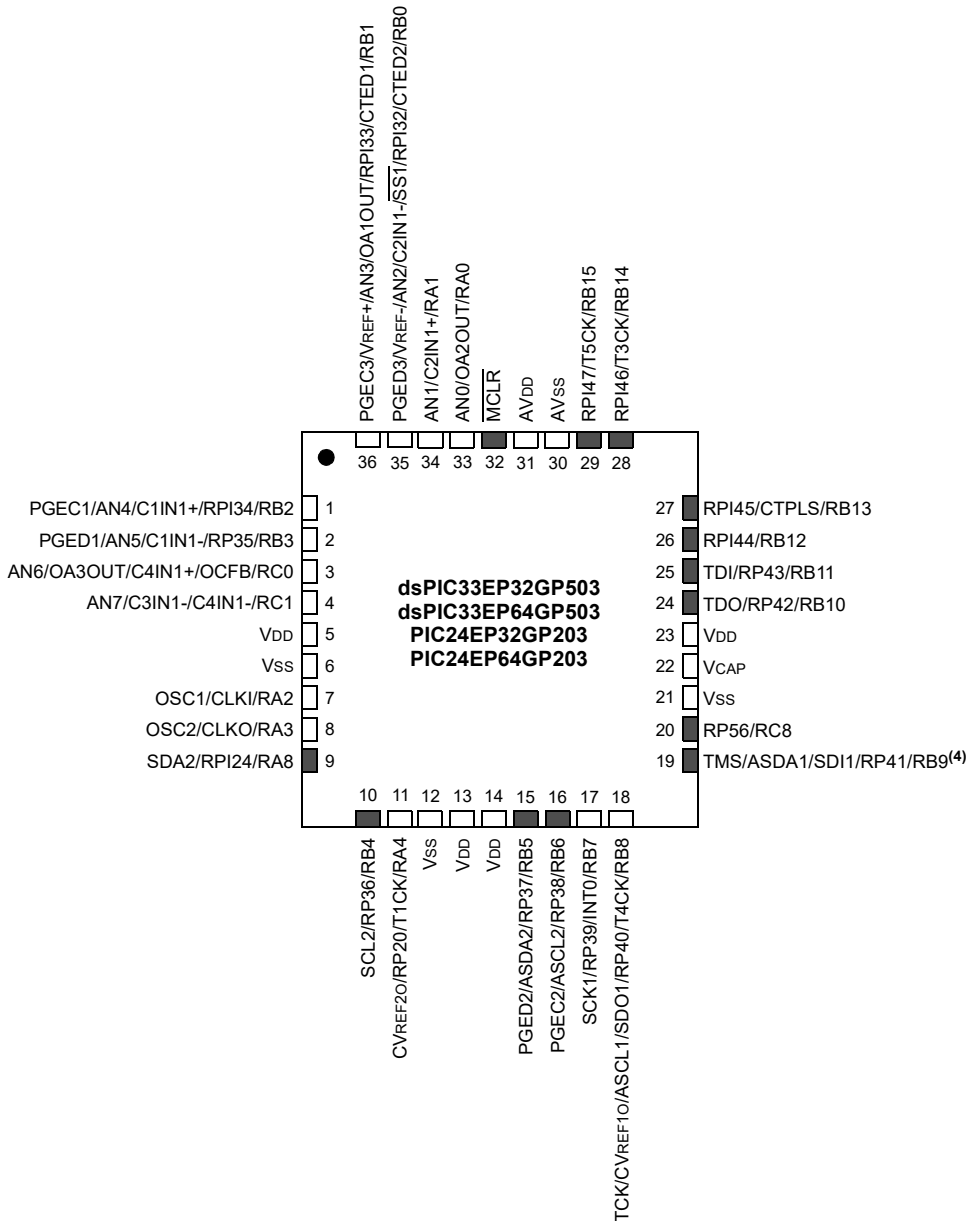 PGEC3/VREF+/AN3/OA1OUT/RPI33/CTED1/RB1
PGED3/VREF-/AN2/C2IN1-/SS1/RPI32/CTED2/RB0
AN1/C2IN1+/RA1
AN0/OA2OUT/RA0
MCLR
AVDD
AVSS
RPI47/T5CK/RB15
RPI46/T3CK/RB14
36 35 34 33 32 31 30 29 28
PGEC1/AN4/C1IN1+/RPI34/RB2 1
PGED1/AN5/C1IN1-/RP35/RB3 2
AN6/OA3OUT/C4IN1+/OCFB/RC0 3
AN7/C3IN1-/C4IN1-/RC1 4
VDD 5
VSS 6
OSC1/CLKI/RA2 7
OSC2/CLKO/RA3 8
SDA2/RPI24/RA8 9
dsPIC33EP32GP503
dsPIC33EP64GP503
PIC24EP32GP203
PIC24EP64GP203
27 RPI45/CTPLS/RB13
26 RPI44/RB12
25 TDI/RP43/RB11
24 TDO/RP42/RB10
23 VDD
22 VCAP
21 VSS
20 RP56/RC8
19 TMS/ASDA1/SDI1/RP41/RB9(4)
10 11 12 13 14 15 16 17 18
SCL2/RP36/RB4
CVREF2O/RP20/T1CK/RA4
VSS
VDD
VDD
PGED2/ASDA2/RP37/RB5
PGEC2/ASCL2/RP38/RB6
SCK1/RP39/INT0/RB7
TCK/CVREF1O/ASCL1/SDO1/RP40/T4CK/RB8